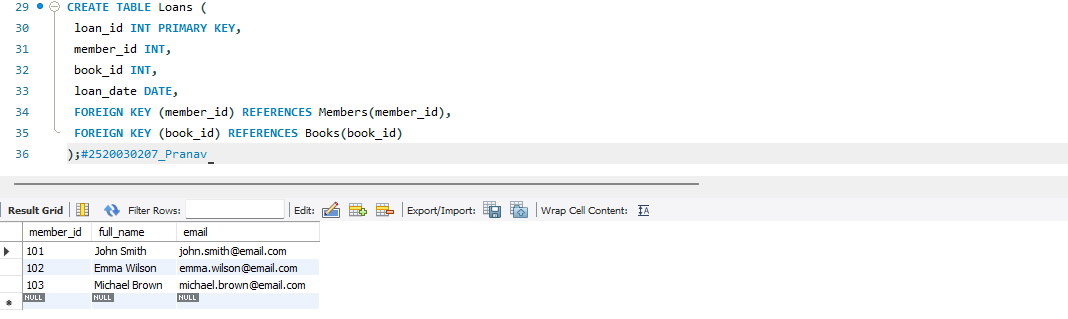 29 CREATE TABLE Loans (
30 loan_id INT PRIMARY KEY,
31 member_id INT,
32 book_id INT,
33 loan_date DATE,
34 FOREIGN KEY (member_id) REFERENCES Members(member_id),
35 FOREIGN KEY (book_id) REFERENCES Books(book_id)
36 );#2520030207_Pranav
Result Grid Filter Rows: Edit: Export/Import: Wrap Cell Content: IA
member_id full_name email
101 John Smith john.smith@email.com
102 Emma Wilson emma.wilson@email.com
103 Michael Brown michael.brown@email.com
NULL NULL NULL